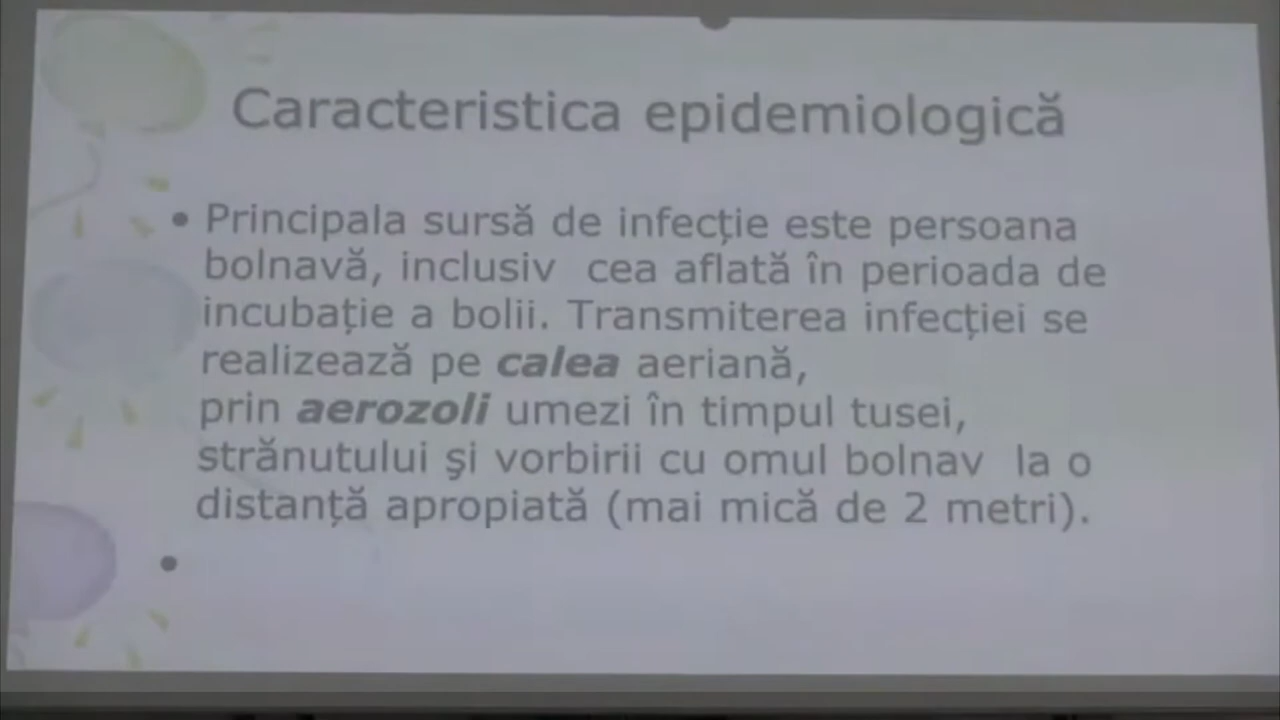 Caracteristica epidemiologică
• Principala sursă de infecție este persoana
bolnavă, inclusiv cea aflată în perioada de
incubație a bolii. Transmiterea infecției se
realizează pe calea aeriană,
prin aerozoli umezi în timpul tusei,
strănutului şi vorbirii cu omul bolnav la o
distanță apropiată (mai mică de 2 metri).
•